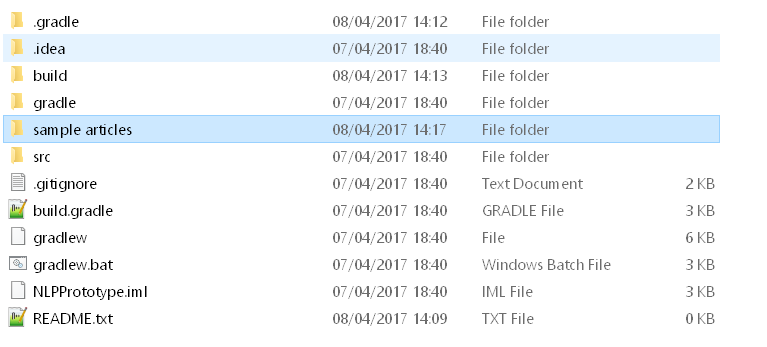 .gradle 08/04/2017 14:12 File folder
.idea 07/04/2017 18:40 File folder
build 08/04/2017 14:13 File folder
gradle 07/04/2017 18:40 File folder
sample articles 08/04/2017 14:17 File folder
src 07/04/2017 18:40 File folder
.gitignore 07/04/2017 18:40 Text Document 2 KB
build.gradle 07/04/2017 18:40 GRADLE File 3 KB
gradlew 07/04/2017 18:40 File 6 KB
gradlew.bat 07/04/2017 18:40 Windows Batch File 3 KB
NLPPrototype.iml 07/04/2017 18:40 IML File 3 KB
README.txt 08/04/2017 14:09 TXT File 0 KB